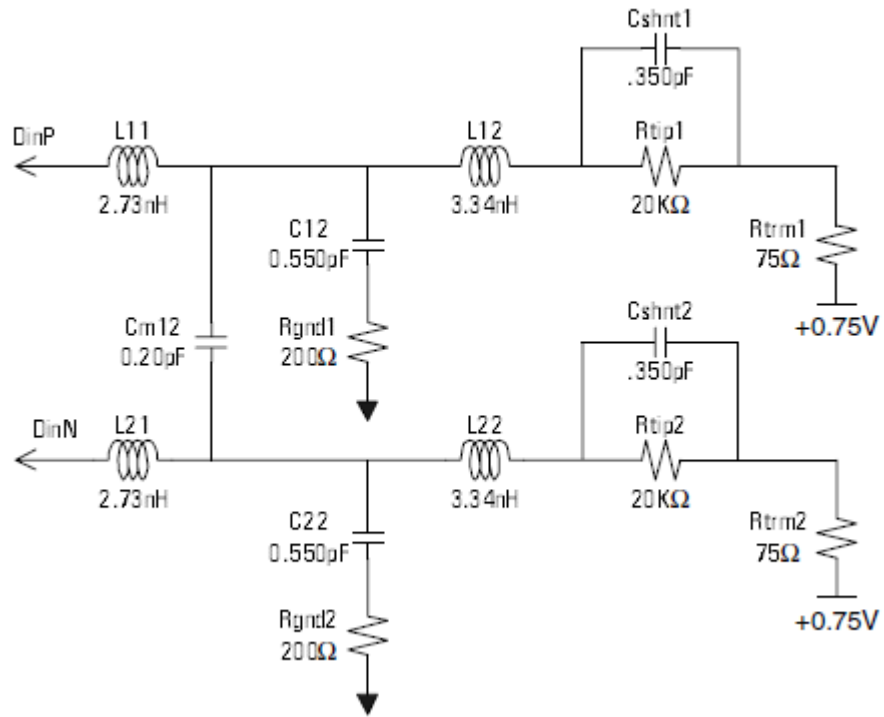 Cshnt1
.350pF
DinP
L11
L12
Rtip1
2.73nH
3.34nH
20KΩ
C12
0.550pF
Rtrm1
75Ω
Cm12
0.20pF
Rgnd1
200Ω
Cshnt2
.350pF
+0.75V
DinN
L21
L22
Rtip2
2.73nH
3.34nH
20KΩ
C22
0.550pF
Rtrm2
75Ω
Rgnd2
200Ω
+0.75V